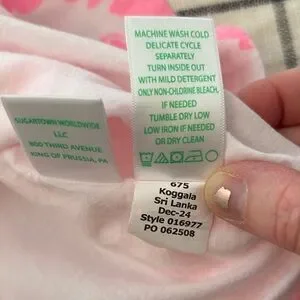 MACHINE WASH COLD
DELICATE CYCLE
SEPARATELY
TURN INSIDE OUT
WITH MILD DETERGENT
ONLY NON-CHLORINE BLEACH,
IF NEEDED
TUMBLE DRY LOW
LOW IRON IF NEEDED
OR DRY CLEAN
SUGARTOWN WORLDWIDE
LLC
800 THIRD AVENUE
KING OF PRUSSIA, PA
675
Koggala
Sri Lanka
Dec-24
Style 016977
PO 062508